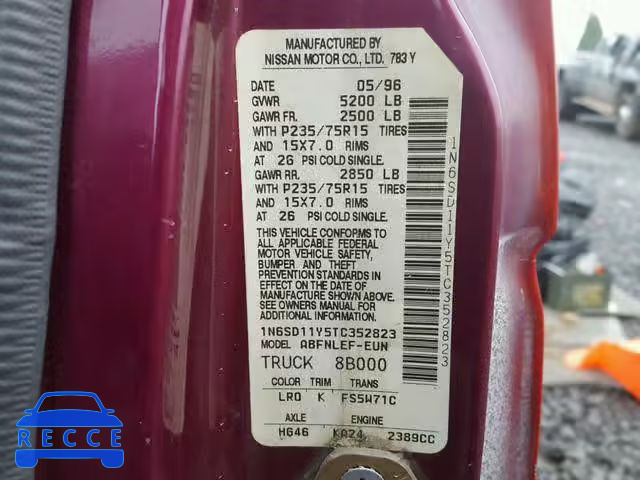 MANUFACTURED BY
NISSAN MOTOR CO., LTD. 783 Y
DATE 05/96
GVWR 5200 LB
GAWR FR. 2500 LB
WITH P235/75R15 TIRES
AND 15X7.0 RIMS
AT 26 PSI COLD SINGLE.
GAWR RR. 2850 LB
WITH P235/75R15 TIRES
AND 15X7.0 RIMS
AT 26 PSI COLD SINGLE.
THIS VEHICLE CONFORMS TO
ALL APPLICABLE FEDERAL
MOTOR VEHICLE SAFETY,
BUMPER, AND THEFT
PREVENTION STANDARDS IN
EFFECT ON THE DATE OF
MANUFACTURE SHOWN ABOVE.
SEE OWNERS MANUAL FOR
ADDITIONAL INFORMATION
1N6SD11Y5TC352823
MODEL ABFNLEF-EUN
TRUCK 8B000
COLOR TRIM TRANS
LR0 K FS5W71C
AXLE ENGINE
HG46 KA24 2389CC
1N6SD11Y5TC352823
RECCE